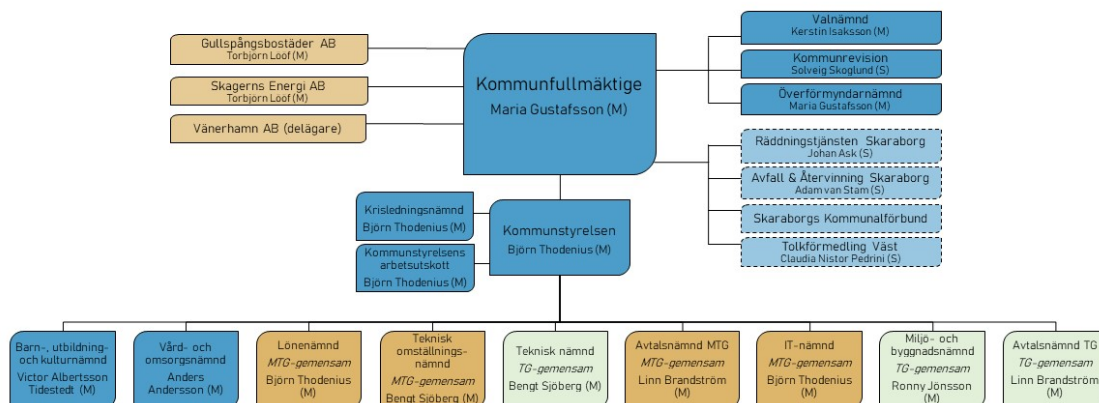 Gullspångsbostäder AB
Torbjörn Lööf (M)
Skagerns Energi AB
Torbjörn Lööf (M)
Vänerhamn AB (delägare)
Kommunfullmäktige
Maria Gustafsson (M)
Valnämnd
Kerstin Isaksson (M)
Kommunrevision
Solveig Skoglund (S)
Överförmyndarnämnd
Maria Gustafsson (M)
Räddningstjänsten Skaraborg
Johan Ask (S)
Avfall & Återvinning Skaraborg
Adam van Stam (S)
Skaraborgs Kommunalförbund
Tolkförmedling Väst
Claudia Nistor Pedrini (S)
Krisledningsnämnd
Björn Thodenius (M)
Kommunstyrelsens
arbetsutskott
Björn Thodenius (M)
Kommunstyrelsen
Björn Thodenius (M)
Barn-, utbildning-
och kulturnämnd
Victor Albertsson
Tidestedt (M)
Vård- och
omsorgsnämnd
Anders
Andersson (M)
Lönenämnd
MTG-gemensam
Björn Thodenius
(M)
Teknisk
omställnings-
nämnd
MTG-gemensam
Bengt Sjöberg (M)
Teknisk nämnd
TG-gemensam
Bengt Sjöberg (M)
Avtalsnämnd MTG
MTG-gemensam
Linn Brandström
(M)
IT-nämnd
MTG-gemensam
Björn Thodenius
(M)
Miljö- och
byggnadsnämnd
TG-gemensam
Ronny Jönsson
(M)
Avtalsnämnd TG
TG-gemensam
Linn Brandström
(M)